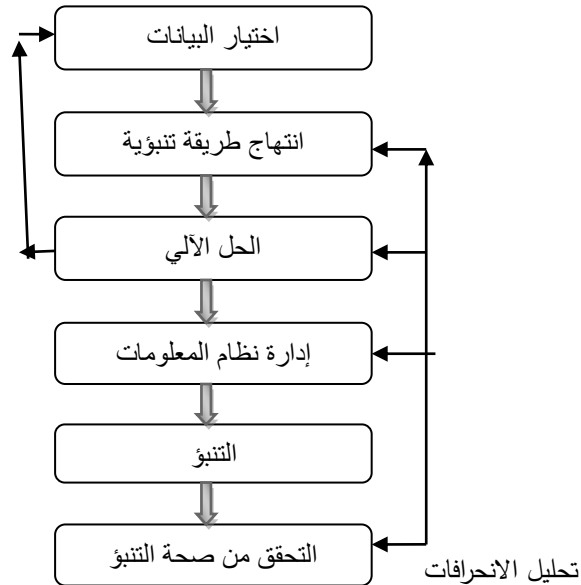 اختيار البيانات
انتهاج طريقة تنبؤية
الحل الآلي
إدارة نظام المعلومات
التنبؤ
التحقق من صحة التنبؤ
تحليل الانحرافات